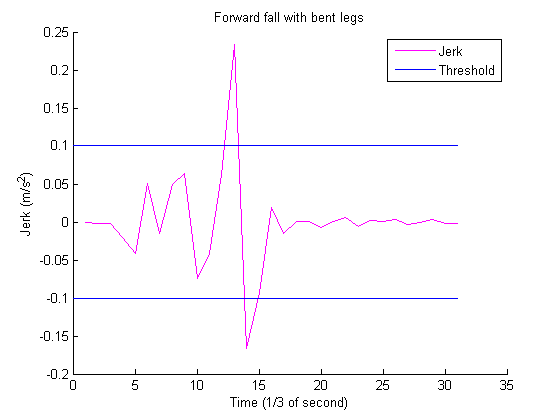 Forward fall with bent legs
Jerk
Threshold
0.25
0.2
0.15
0.1
0.05
0
-0.05
-0.1
-0.15
-0.2
Jerk (m/s²)
0 5 10 15 20 25 30 35
Time (1/3 of second)